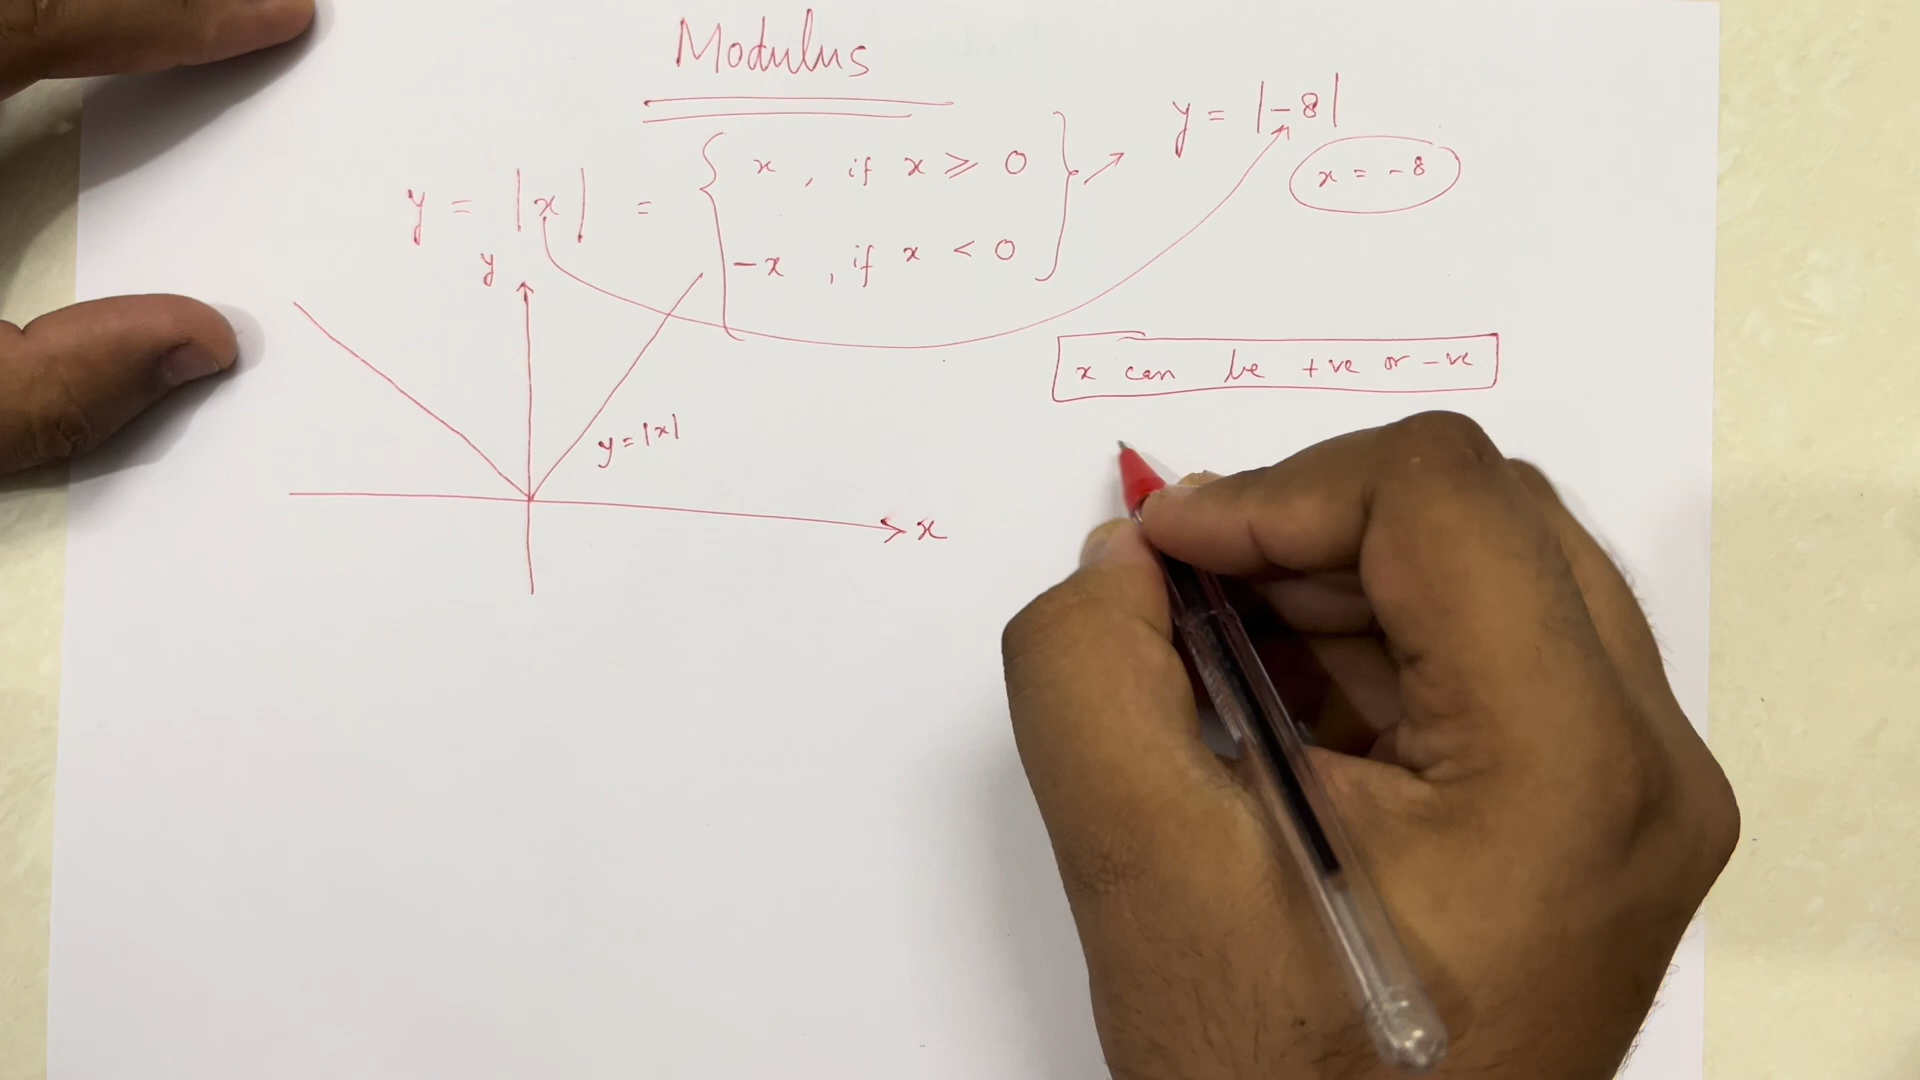 Modulus
y = |x| = { x , if x ⩾ 0
-x , if x < 0 } → y = |-8|
x = -8
x can be +ve or -ve
y
y = |x|
x